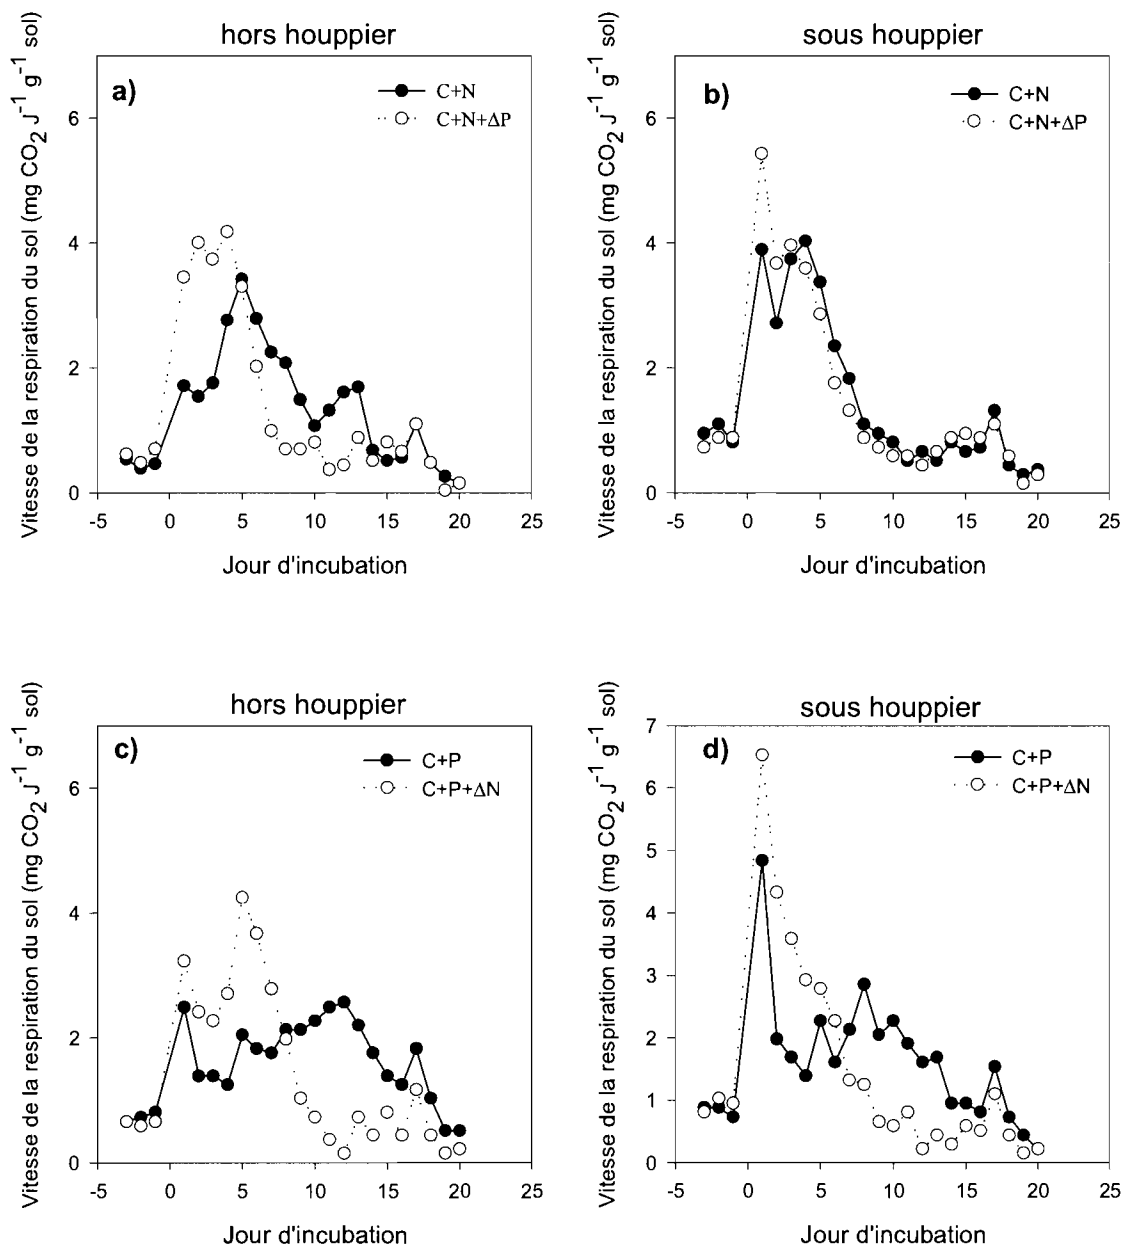 hors houppier
a)
C+N
C+N+ΔP
Vitesse de la respiration du sol (mg CO2 J-1 g-1 sol)
6
4
2
0
-5 0 5 10 15 20 25
Jour d'incubation
sous houppier
b)
C+N
C+N+ΔP
Vitesse de la respiration du sol (mg CO2 J-1 g-1 sol)
6
4
2
0
-5 0 5 10 15 20 25
Jour d'incubation
hors houppier
c)
C+P
C+P+ΔN
Vitesse de la respiration du sol (mg CO2 J-1 g-1 sol)
6
4
2
0
-5 0 5 10 15 20 25
Jour d'incubation
sous houppier
d)
C+P
C+P+ΔN
Vitesse de la respiration du sol (mg CO2 J-1 g-1 sol)
7
6
5
4
3
2
1
0
-5 0 5 10 15 20 25
Jour d'incubation